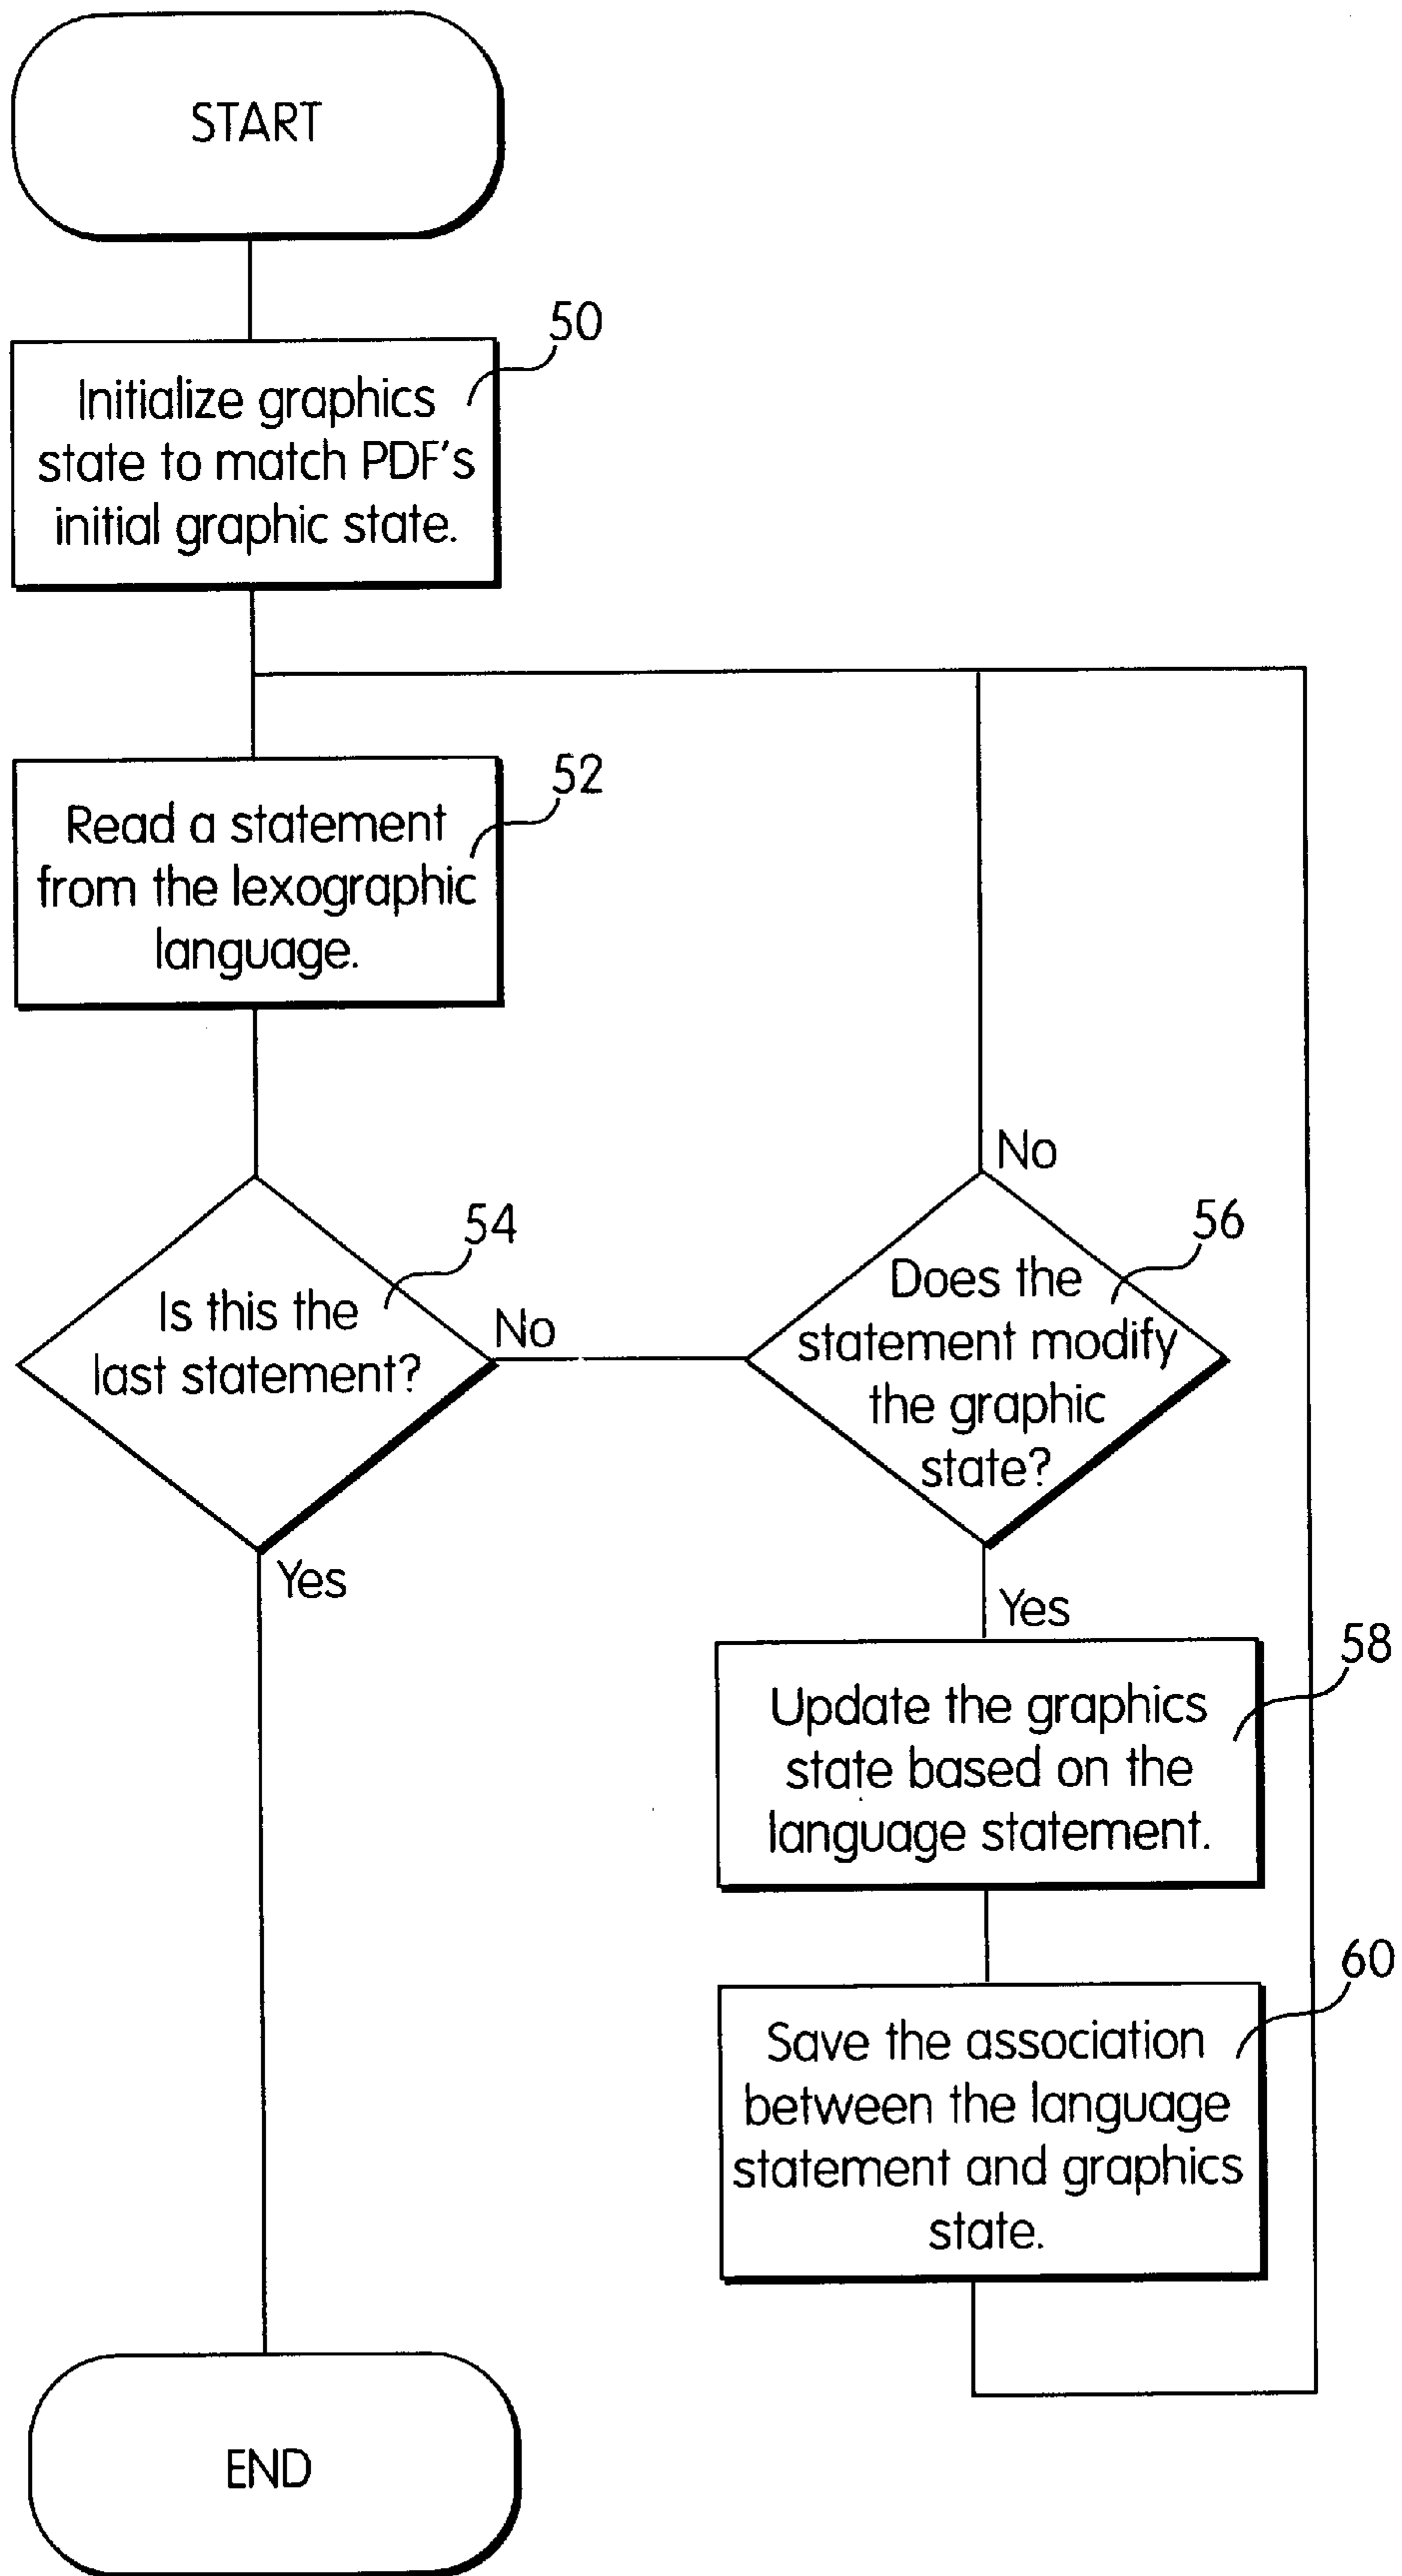 START
50
Initialize graphics
state to match PDF's
initial graphic state.
52
Read a statement
from the lexographic
language.
54
Is this the
last statement?
No
Yes
No
56
Does the
statement modify
the graphic
state?
Yes
58
Update the graphics
state based on the
language statement.
60
Save the association
between the language
statement and graphics
state.
END